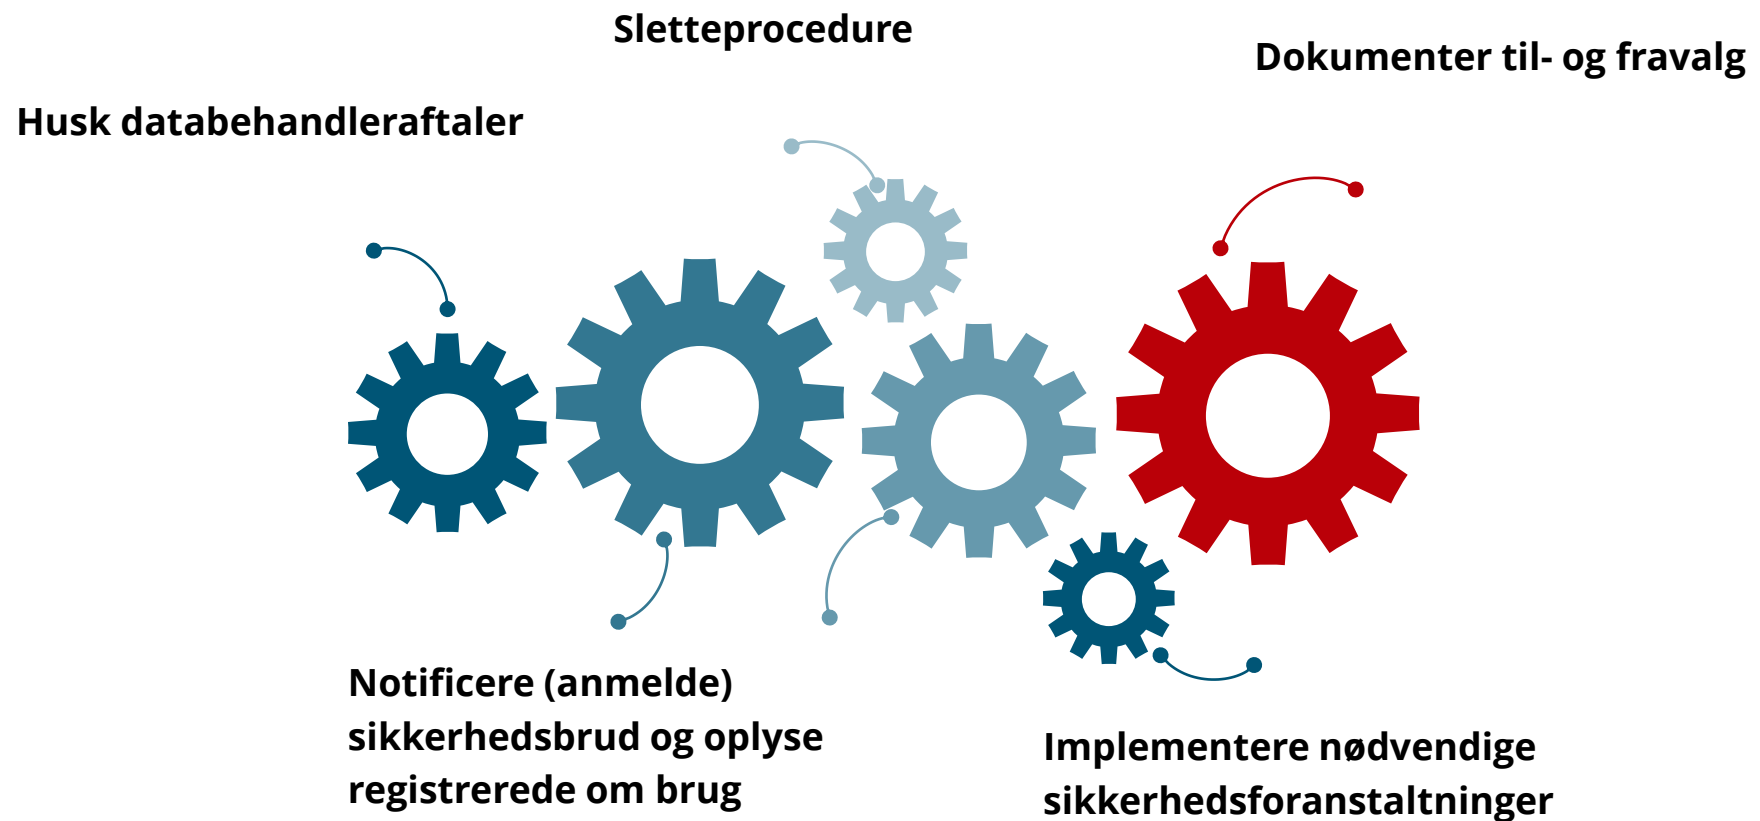 Sletteprocedure
Dokumenter til- og fravalg
Husk databehandleraftaler
Notificere (anmelde)
sikkerhedsbrud og oplyse
registrerede om brug
Implementere nødvendige
sikkerhedsforanstaltninger